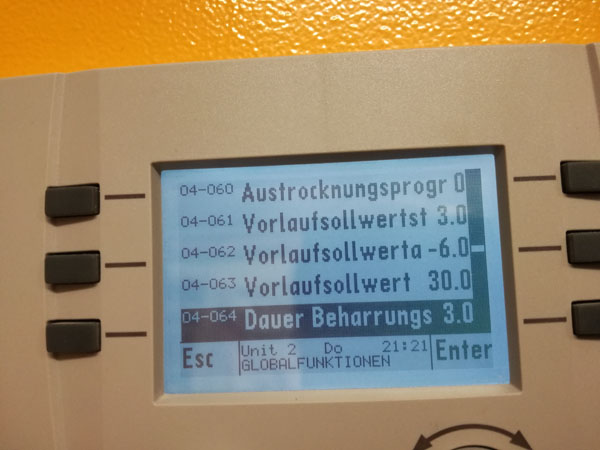 04-060 Austrocknungsprogr 0
04-061 Vorlaufsollwertst 3.0
04-062 Vorlaufsollwerta -6.0
04-063 Vorlaufsollwert 30.0
04-064 Dauer Beharrungs 3.0
Esc Unit 2 Do 21:21 Enter
GLOBALFUNKTIONEN